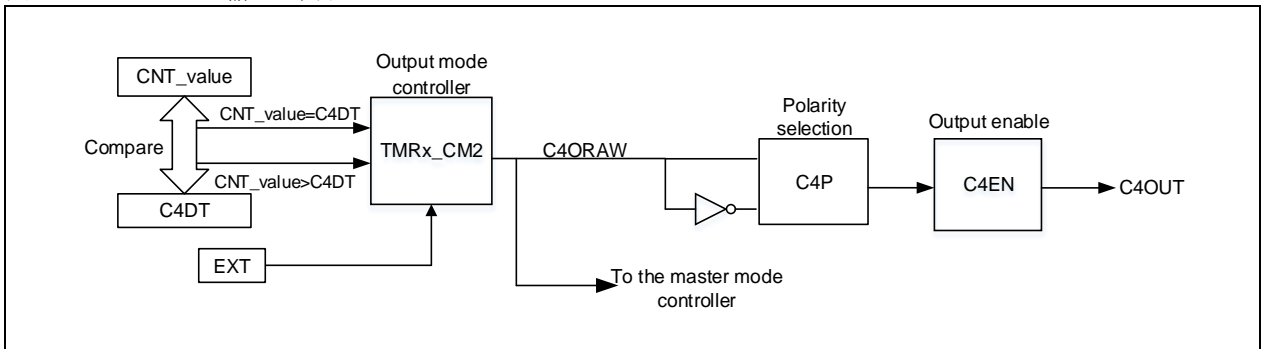 CNT_value
Compare
C4DT
CNT_value=C4DT
CNT_value>C4DT
EXT
Output mode
controller
TMRx_CM2
C4ORAW
To the master mode
controller
Polarity
selection
C4P
Output enable
C4EN
C4OUT